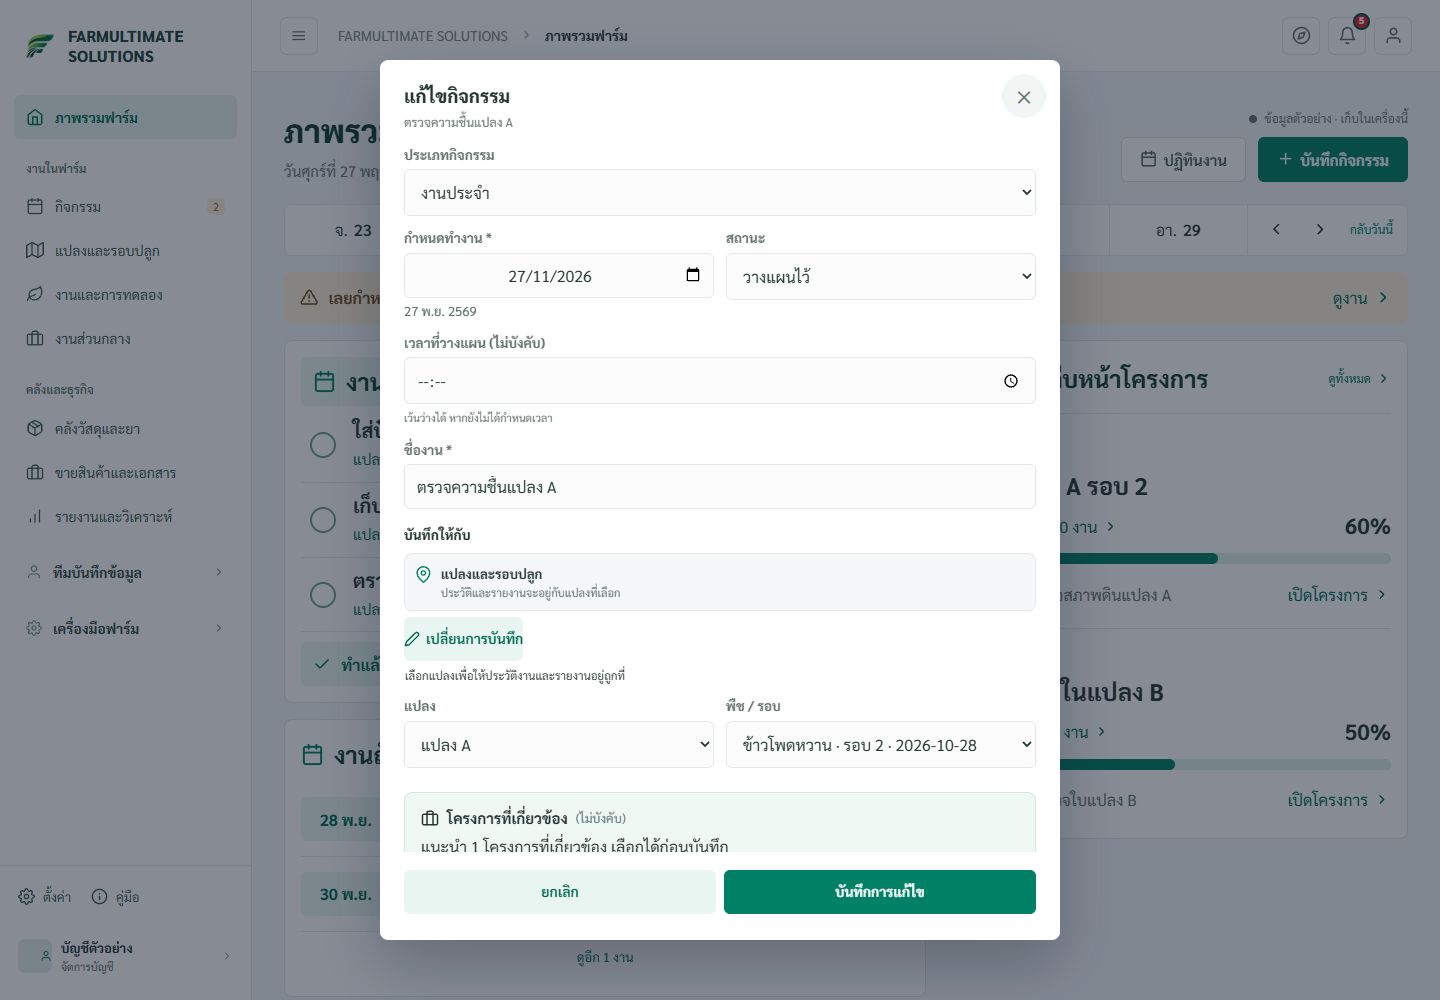 FARMULTIMATE
SOLUTIONS
ภาพรวมฟาร์ม
งานในฟาร์ม
กิจกรรม
2
แปลงและรอบปลูก
งานและการทดลอง
งานส่วนกลาง
คลังและธุรกิจ
คลังวัสดุและยา
ขายสินค้าและเอกสาร
รายงานและวิเคราะห์
ทีมบันทึกข้อมูล
เครื่องมือฟาร์ม
ตั้งค่า
คู่มือ
บัญชีตัวอย่าง
จัดการบัญชี
FARMULTIMATE SOLUTIONS
ภาพรวมฟาร์ม
5
ข้อมูลตัวอย่าง · เก็บในเครื่องนี้
วันศุกร์ที่ 27
ปฏิทินงาน
+ บันทึกกิจกรรม
จ. 23
อา. 29
กลับวันนี้
ดูงาน
ดูทั้งหมด
A รอบ 2
งาน
60%
เปิดโครงการ
ในแปลง B
งาน
50%
เปิดโครงการ
28 พ.ย.
30 พ.ย.
ดูอีก 1 งาน
แก้ไขกิจกรรม
ตรวจความชื้นแปลง A
ประเภทกิจกรรม
งานประจำ
กำหนดทำงาน *
สถานะ
27/11/2026
วางแผนไว้
27 พ.ย. 2569
เวลาที่วางแผน (ไม่บังคับ)
--:--
เว้นว่างได้ หากยังไม่ได้กำหนดเวลา
ชื่องาน *
ตรวจความชื้นแปลง A
บันทึกให้กับ
แปลงและรอบปลูก
ประวัติและรายงานจะอยู่กับแปลงที่เลือก
เปลี่ยนการบันทึก
เลือกแปลงเพื่อให้ประวัติงานและรายงานอยู่ถูกที่
แปลง
พืช / รอบ
แปลง A
ข้าวโพดหวาน · รอบ 2 · 2026-10-28
โครงการที่เกี่ยวข้อง (ไม่บังคับ)
แนะนำ 1 โครงการที่เกี่ยวข้อง เลือกได้ก่อนบันทึก
ยกเลิก
บันทึกการแก้ไข